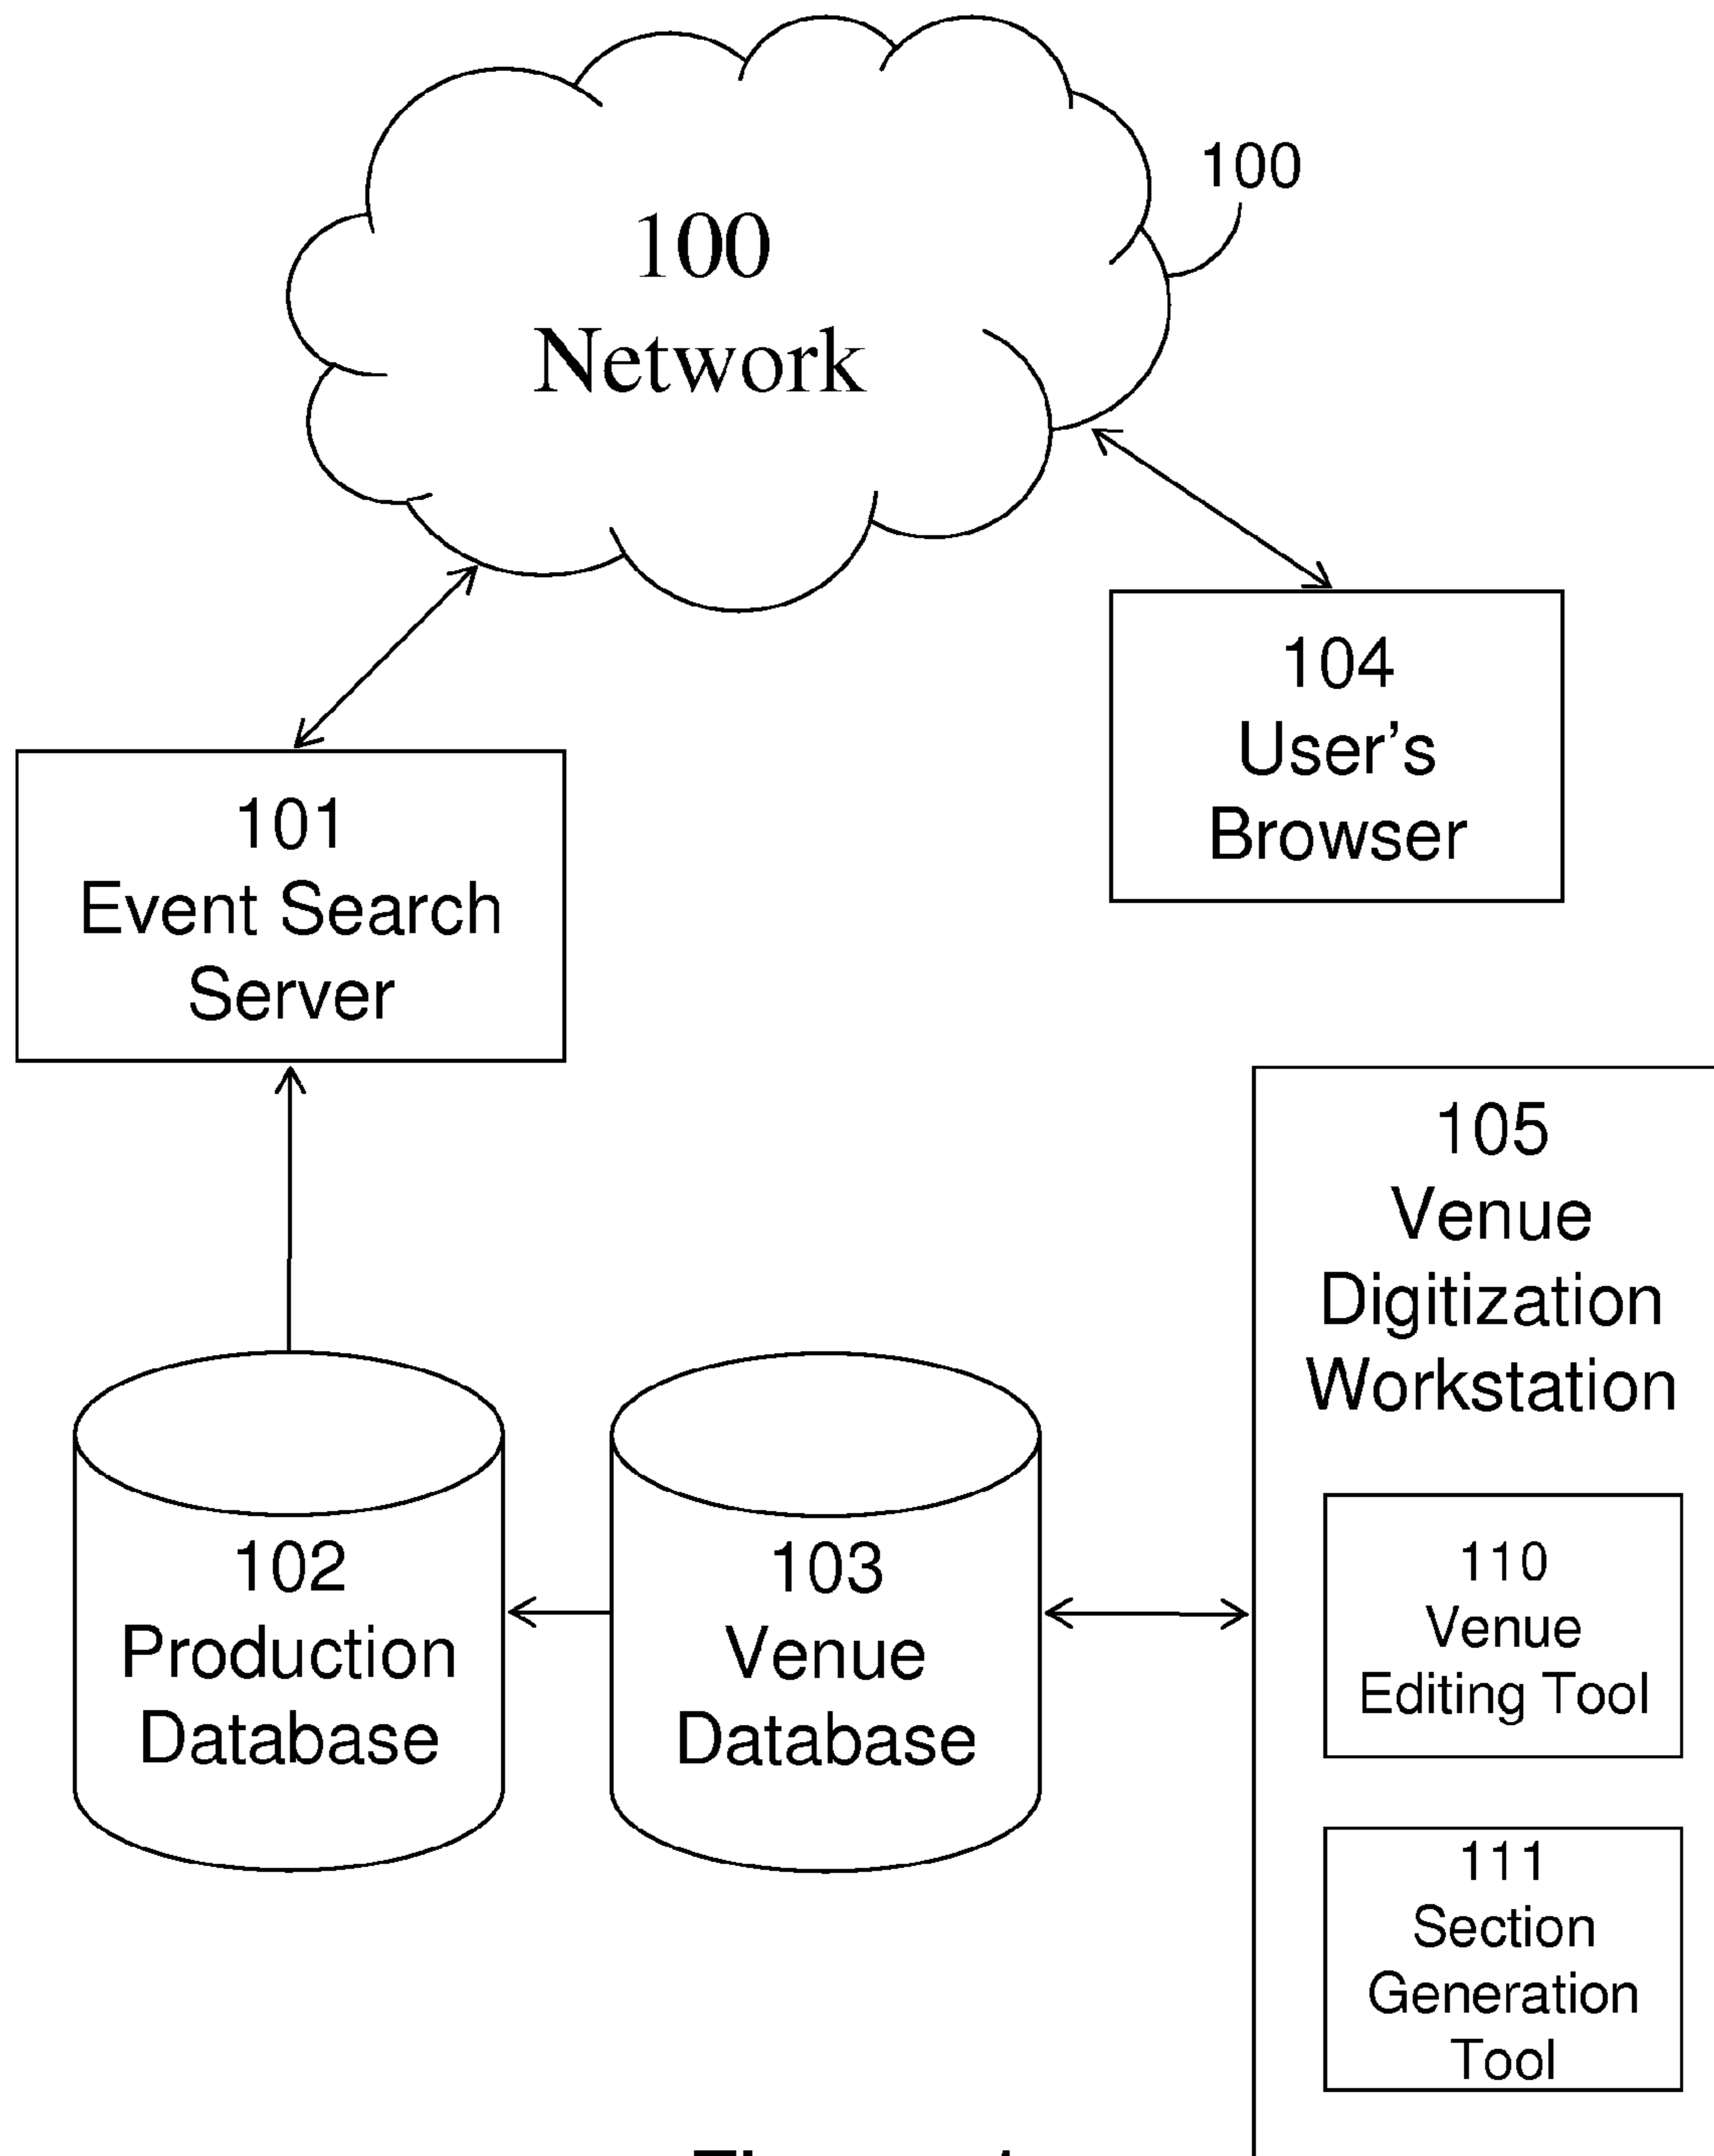 100
100
Network
104
User's
Browser
101
Event Search
Server
105
Venue
Digitization
Workstation
102
Production
Database
103
Venue
Database
110
Venue
Editing Tool
111
Section
Generation
Tool